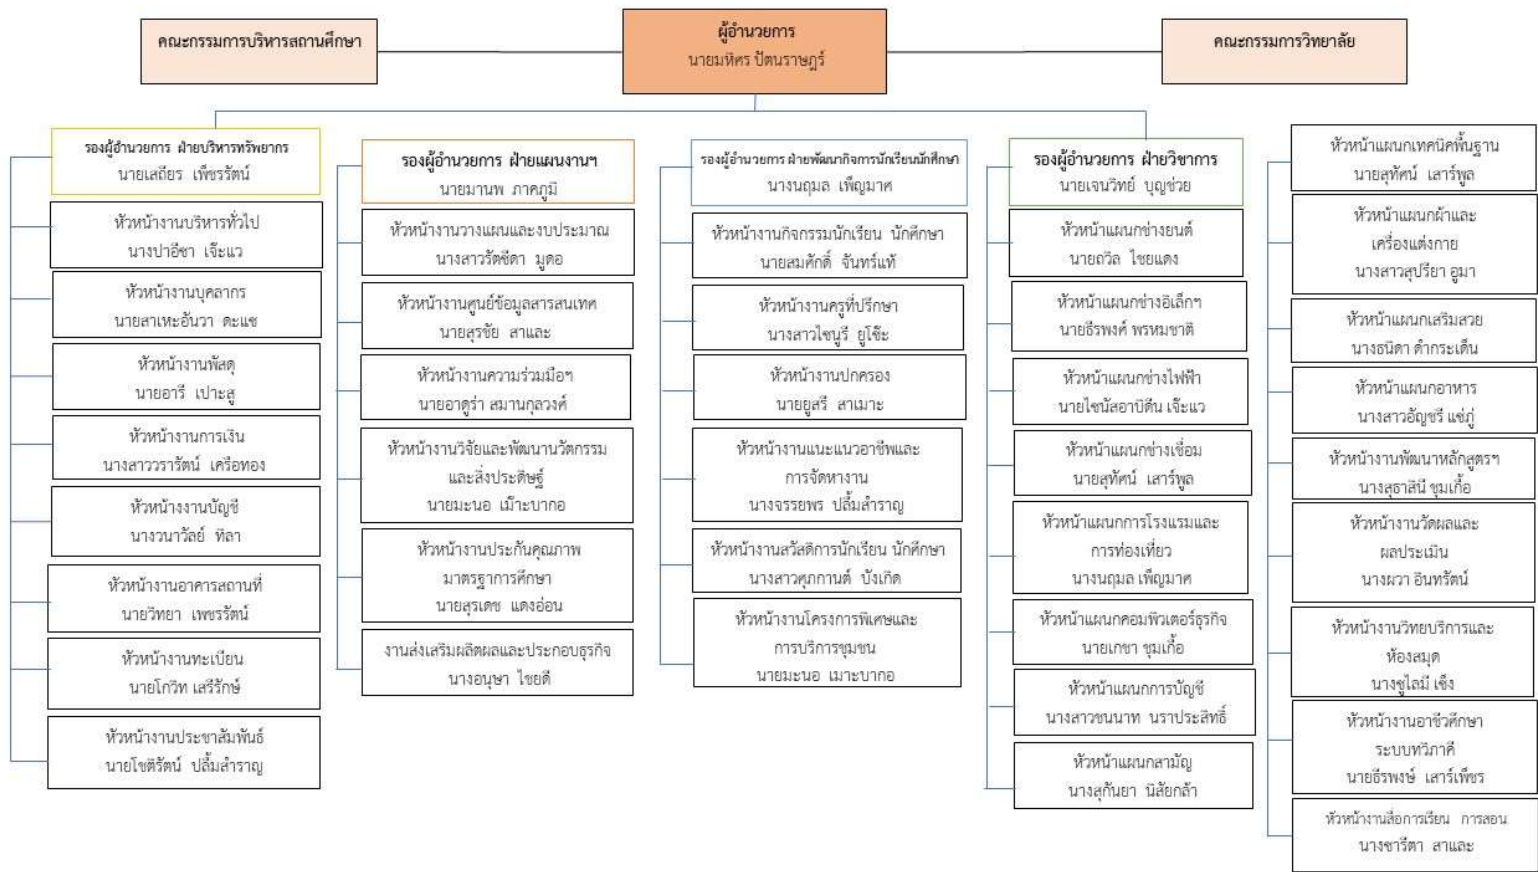 คณะกรรมการบริหารสถานศึกษา
ผู้อำนวยการ
นายมหิศร ปัตนราษฎร์
คณะกรรมการวิทยาลัย
รองผู้อำนวยการ ฝ่ายบริหารทรัพยากร
นายเสถียร เพ็ชรรัตน์
หัวหน้างานบริหารทั่วไป
นางปาอีซา เจ๊ะแว
หัวหน้างานบุคลากร
นายสาเหะอันวา ดะแซ
หัวหน้างานพัสดุ
นายอารี เปาะสู
หัวหน้างานการเงิน
นางสาววรารัตน์ เครือทอง
หัวหน้างงานบัญชี
นางวนาวัลย์ ทิลา
หัวหน้างานอาคารสถานที่
นายวิทยา เพชรรัตน์
หัวหน้างานทะเบียน
นายโกวิท เสรีรักษ์
หัวหน้างานประชาสัมพันธ์
นายโชติรัตน์ ปลื้มสำราญ
รองผู้อำนวยการ ฝ่ายแผนงานฯ
นายมานพ ภาคภูมิ
หัวหน้างานวางแผนและงบประมาณ
นางสาวรัตซีดา มูดอ
หัวหน้างานศูนย์ข้อมูลสารสนเทศ
นายสุรชัย สาและ
หัวหน้างานความร่วมมือฯ
นายอาดูร่า สมานกุลวงศ์
หัวหน้างานวิจัยและพัฒนานวัตกรรม
และสิ่งประดิษฐ์
นายมะนอ เม๊าะบากอ
หัวหน้างานประกันคุณภาพ
มาตรฐาการศึกษา
นายสุรเดช แดงอ่อน
งานส่งเสริมผลิตผลและประกอบธุรกิจ
นางอนุษา ไชยดี
รองผู้อำนวยการ ฝ่ายพัฒนากิจการนักเรียนนักศึกษา
นางนฤมล เพ็ญมาศ
หัวหน้างานกิจกรรมนักเรียน นักศึกษา
นายสมศักดิ์ จันทร์แท้
หัวหน้างานครูที่ปรึกษา
นางสาวไซนูรี ยูโซ๊ะ
หัวหน้างานปกครอง
นายยูสรี สาเมาะ
หัวหน้างานแนะแนวอาชีพและ
การจัดหางาน
นางจรรยพร ปลื้มสำราญ
หัวหน้างานสวัสดิการนักเรียน นักศึกษา
นางสาวศุภกานต์ บังเกิด
หัวหน้างานโครงการพิเศษและ
การบริการชุมชน
นายมะนอ เมาะบากอ
รองผู้อำนวยการ ฝ่ายวิชาการ
นายเจนวิทย์ บุญช่วย
หัวหน้าแผนกช่างยนต์
นายถวิล ไชยแดง
หัวหน้าแผนกช่างอิเล็กฯ
นายธีรพงศ์ พรหมชาติ
หัวหน้าแผนกช่างไฟฟ้า
นายไซนัสอาบิดีน เจ๊ะแว
หัวหน้าแผนกช่างเชื่อม
นายสุทัศน์ เสาร์พูล
หัวหน้าแผนกการโรงแรมและ
การท่องเที่ยว
นางนฤมล เพ็ญมาศ
หัวหน้าแผนกคอมพิวเตอร์ธุรกิจ
นายเกชา ชุมเกื้อ
หัวหน้าแผนกการบัญชี
นางสาวชนนาท นราประสิทธิ์
หัวหน้าแผนกสามัญ
นางสุกันยา นิสัยกล้า
หัวหน้าแผนกเทคนิคพื้นฐาน
นายสุทัศน์ เสาร์พูล
หัวหน้าแผนกผ้าและ
เครื่องแต่งกาย
นางสาวสุปรียา อูมา
หัวหน้าแผนกเสริมสวย
นางธนิดา ดำกระเด็น
หัวหน้าแผนกอาหาร
นางสาวอัญชรี แซ่ภู่
หัวหน้างานพัฒนาหลักสูตรฯ
นางสุธาสินี ชุมเกื้อ
หัวหน้างานวัดผลและ
ผลประเมิน
นางผวา อินทรัตน์
หัวหน้างานวิทยบริการและ
ห้องสมุด
นางซูไลมี เซ็ง
หัวหน้างานอาชีวศึกษา
ระบบทวิภาคี
นายธีรพงษ์ เสาร์เพ็ชร
หัวหน้างานสื่อการเรียน การสอน
นางซารีตา สาและ